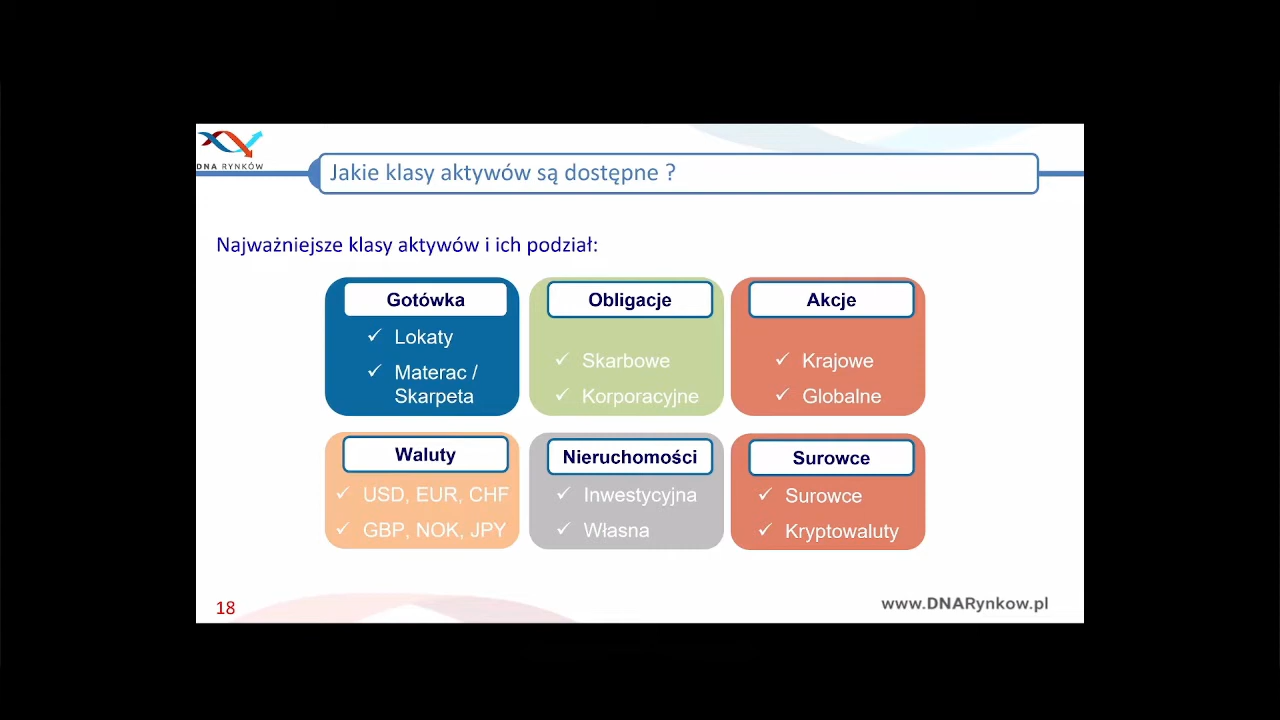 DNA RYNKÓW
Jakie klasy aktywów są dostępne ?
Najważniejsze klasy aktywów i ich podział:
Gotówka
✓ Lokaty
✓ Materac /
Skarpeta
Obligacje
✓ Skarbowe
✓ Korporacyjne
Akcje
✓ Krajowe
✓ Globalne
Waluty
✓ USD, EUR, CHF
✓ GBP, NOK, JPY
Nieruchomości
✓ Inwestycyjna
✓ Własna
Surowce
✓ Surowce
✓ Kryptowaluty
18
www.DNARynkow.pl